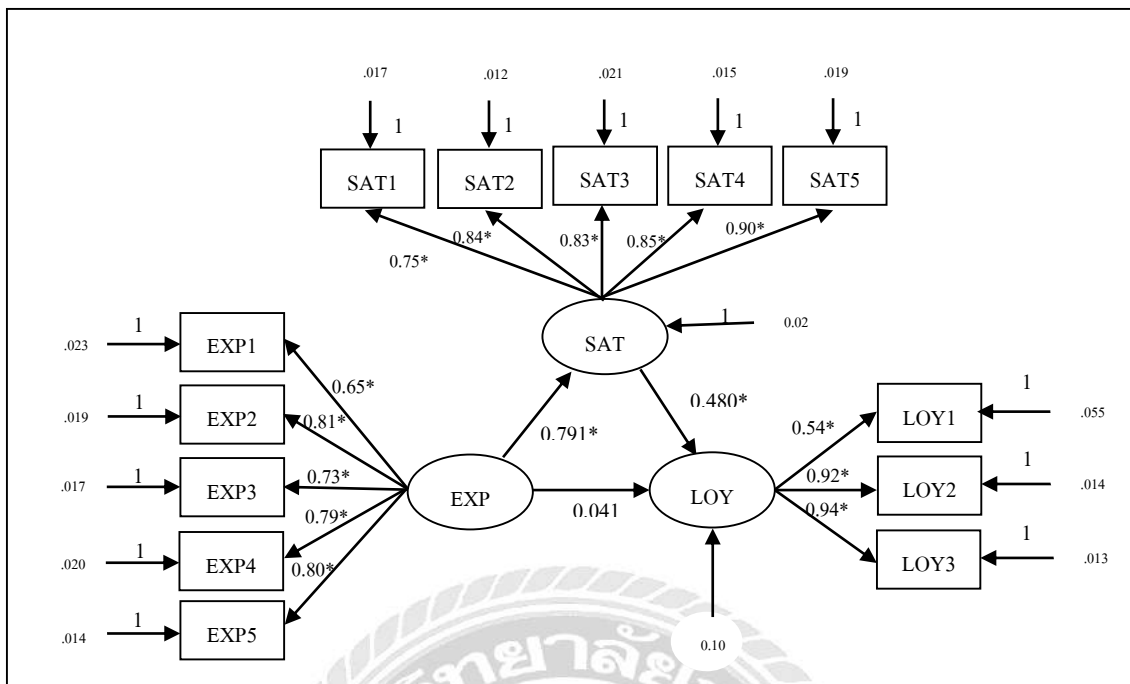 .017 .012 .021 .015 .019
1 1 1 1 1
SAT1 SAT2 SAT3 SAT4 SAT5
0.75* 0.84* 0.83* 0.85* 0.90*
SAT 1 0.02
.023 1 EXP1
0.65*
.019 1 EXP2
0.81*
.017 1 EXP3
0.73*
.020 1 EXP4
0.79*
.014 1 EXP5
0.80*
EXP
0.791*
0.480*
0.041
LOY
0.54* LOY1 1 .055
0.92* LOY2 1 .014
0.94* LOY3 1 .013
0.10